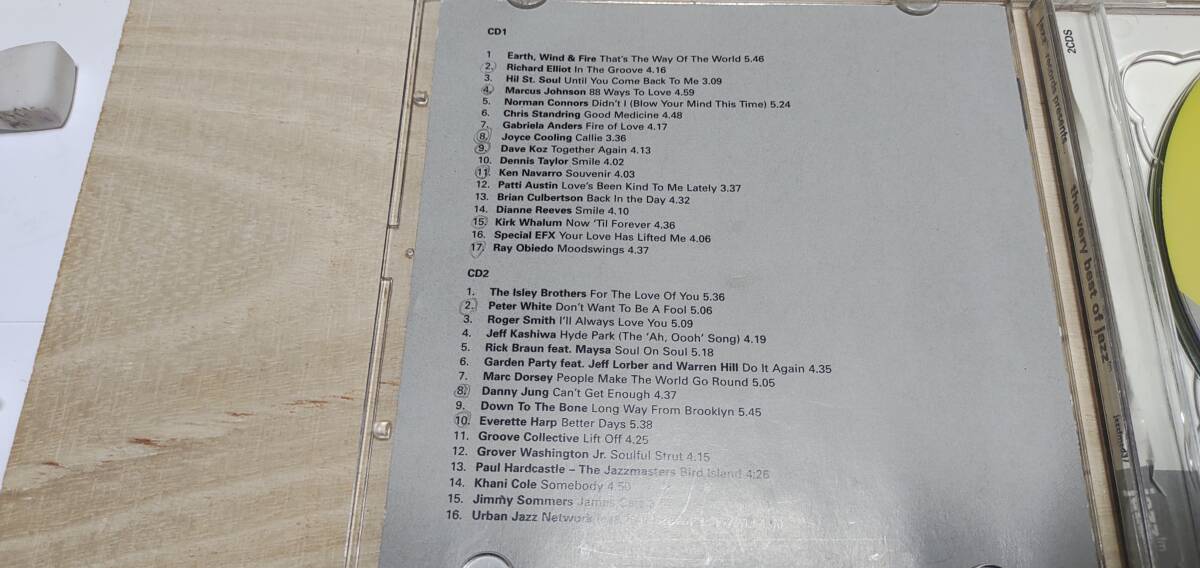 CD1
1 Earth, Wind & Fire That's The Way Of The World 5.46
2. Richard Elliot In The Groove 4.16
3. Hil St. Soul Until You Come Back To Me 3.09
4. Marcus Johnson 88 Ways To Love 4.59
5. Norman Connors Didn't I (Blow Your Mind This Time) 5.24
6. Chris Standring Good Medicine 4.48
7. Gabriela Anders Fire of Love 4.17
8. Joyce Cooling Callie 3.36
9. Dave Koz Together Again 4.13
10. Dennis Taylor Smile 4.02
11. Ken Navarro Souvenir 4.03
12. Patti Austin Love's Been Kind To Me Lately 3.37
13. Brian Culbertson Back In the Day 4.32
14. Dianne Reeves Smile 4.10
15. Kirk Whalum Now 'Til Forever 4.36
16. Special EFX Your Love Has Lifted Me 4.06
17. Ray Obiedo Moodswings 4.37
CD2
1. The Isley Brothers For The Love Of You 5.36
2. Peter White Don't Want To Be A Fool 5.06
3. Roger Smith I'll Always Love You 5.09
4. Jeff Kashiwa Hyde Park (The 'Ah, Oooh' Song) 4.19
5. Rick Braun feat. Maysa Soul On Soul 5.18
6. Garden Party feat. Jeff Lorber and Warren Hill Do It Again 4.35
7. Marc Dorsey People Make The World Go Round 5.05
8. Danny Jung Can't Get Enough 4.37
9. Down To The Bone Long Way From Brooklyn 5.45
10. Everette Harp Better Days 5.38
11. Groove Collective Lift Off 4.25
12. Grover Washington Jr. Soulful Strut 4.15
13. Paul Hardcastle – The Jazzmasters Bird Island 4:26
14. Khani Cole Somebody
15. Jimmy Sommers James
16. Urban Jazz Network
2CDS
records presents
the very best of jazz fm
jazz fm